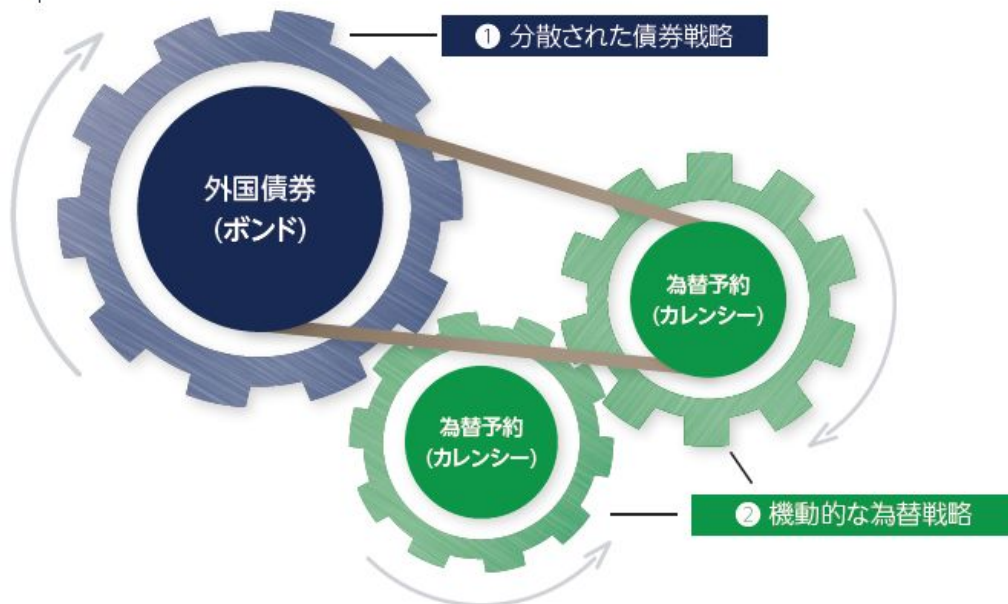 ❶ 分散された債券戦略
外国債券
(ボンド)
為替予約
(カレンシー)
為替予約
(カレンシー)
❷ 機動的な為替戦略